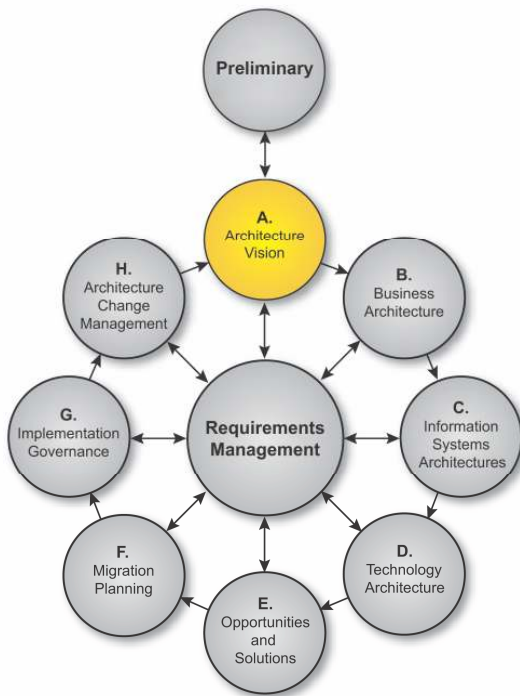 Preliminary
A.
Architecture
Vision
B.
Business
Architecture
C.
Information
Systems
Architectures
D.
Technology
Architecture
E.
Opportunities
and
Solutions
F.
Migration
Planning
G.
Implementation
Governance
H.
Architecture
Change
Management
Requirements
Management